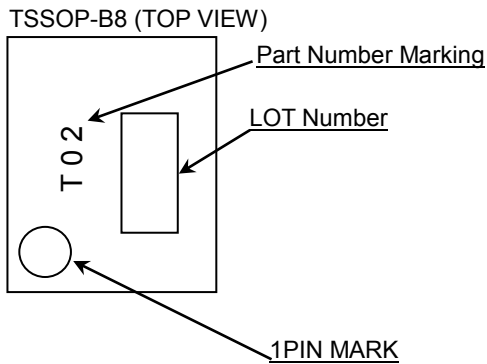 TSSOP-B8 (TOP VIEW)
Part Number Marking
LOT Number
T 0 2
1PIN MARK